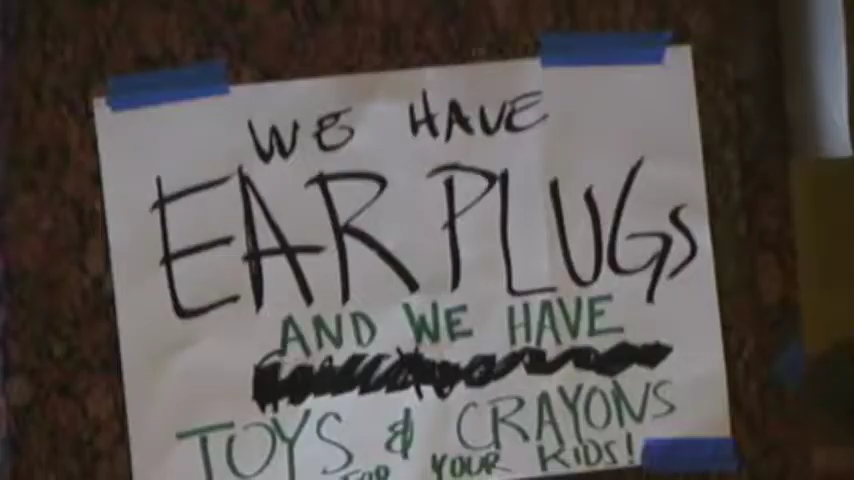 WE HAVE
EAR PLUGS
AND WE HAVE
TOYS & CRAYONS
FOR YOUR KIDS!